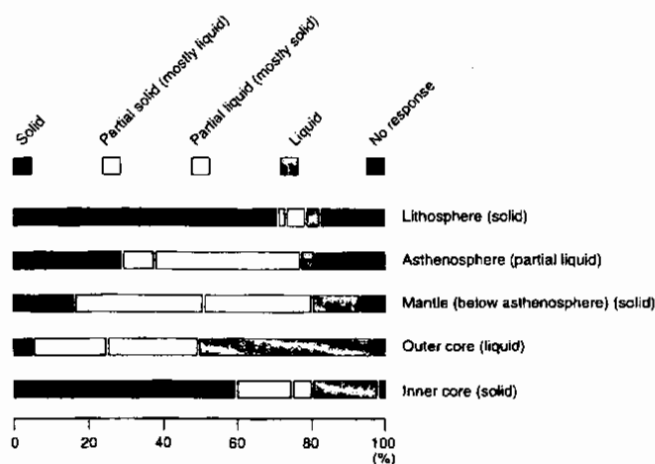 Solid
Partial solid (mostly liquid)
Partial liquid (mostly solid)
Liquid
No response
Lithosphere (solid)
Asthenosphere (partial liquid)
Mantle (below asthenosphere) (solid)
Outer core (liquid)
Inner core (solid)
0 20 40 60 80 100
(%)